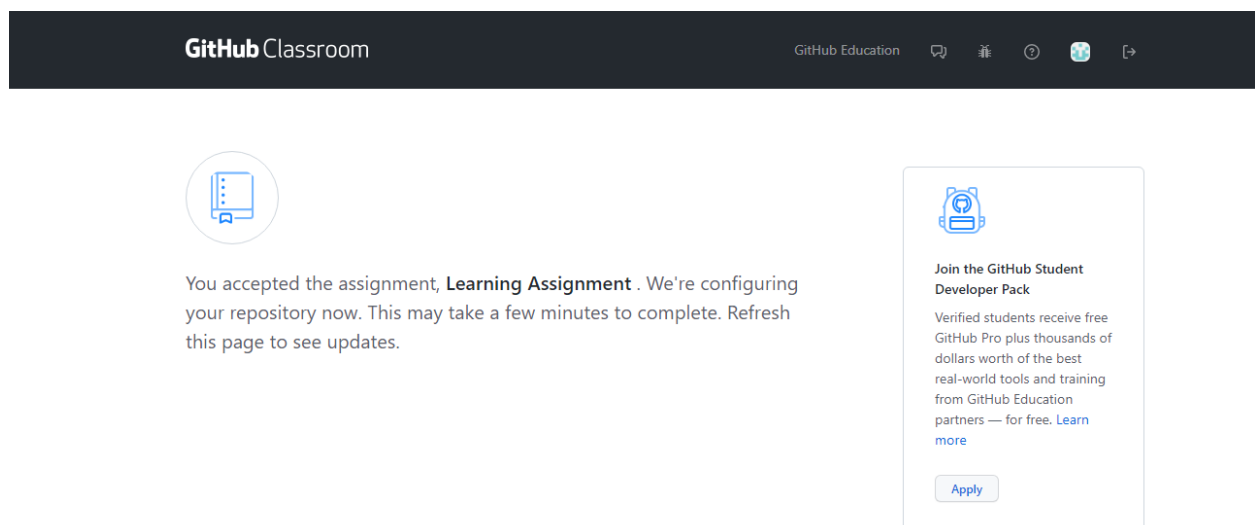 GitHub Classroom
GitHub Education
You accepted the assignment, Learning Assignment . We're configuring
your repository now. This may take a few minutes to complete. Refresh
this page to see updates.
Join the GitHub Student
Developer Pack
Verified students receive free
GitHub Pro plus thousands of
dollars worth of the best
real-world tools and training
from GitHub Education
partners — for free. Learn
more
Apply